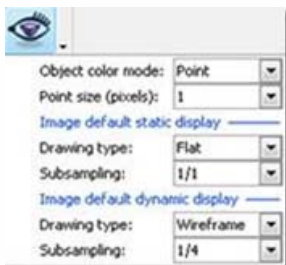 Object color mode: Point
Point size (pixels): 1
Image default static display
Drawing type: Flat
Subsampling: 1/1
Image default dynamic display
Drawing type: Wireframe
Subsampling: 1/4